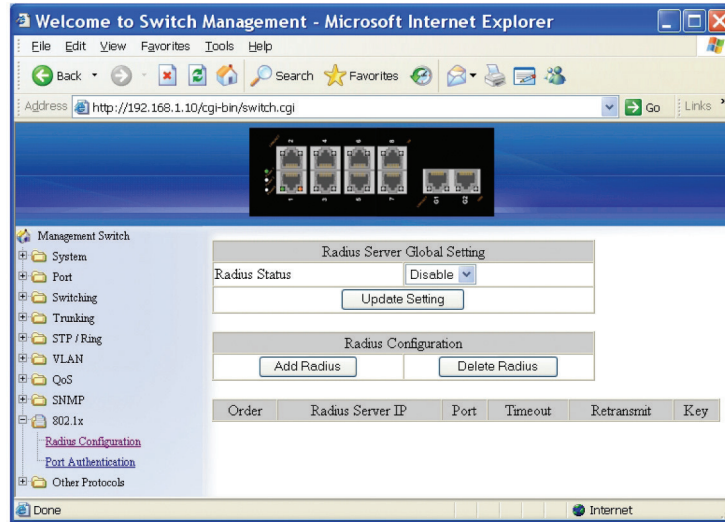 Welcome to Switch Management - Microsoft Internet Explorer
File Edit View Favorites Tools Help
Back Search Favorites
Address http://192.168.1.10/cgi-bin/switch.cgi Go Links
Management Switch
System
Port
Switching
Trunking
STP / Ring
VLAN
QoS
SNMP
802.1x
Radius Configuration
Port Authentication
Other Protocols
Radius Server Global Setting
Radius Status Disable
Update Setting
Radius Configuration
Add Radius Delete Radius
Order Radius Server IP Port Timeout Retransmit Key
Done Internet